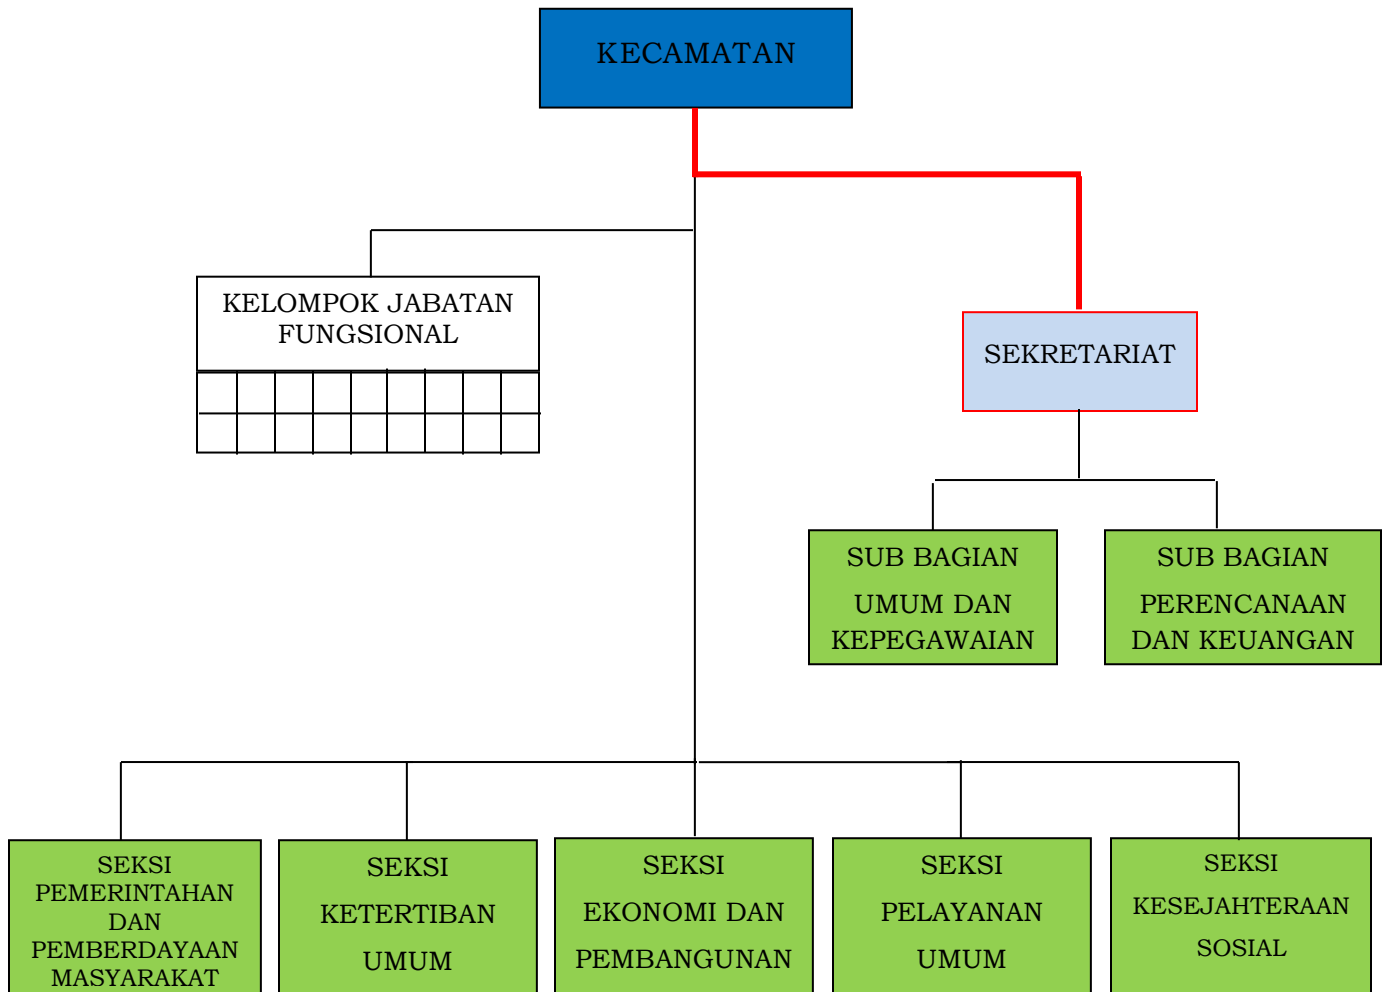 KECAMATAN
KELOMPOK JABATAN
FUNGSIONAL
SEKRETARIAT
SUB BAGIAN
UMUM DAN
KEPEGAWAIAN
SUB BAGIAN
PERENCANAAN
DAN KEUANGAN
SEKSI
PEMERINTAHAN
DAN
PEMBERDAYAAN
MASYARAKAT
SEKSI
KETERTIBAN
UMUM
SEKSI
EKONOMI DAN
PEMBANGUNAN
SEKSI
PELAYANAN
UMUM
SEKSI
KESEJAHTERAAN
SOSIAL